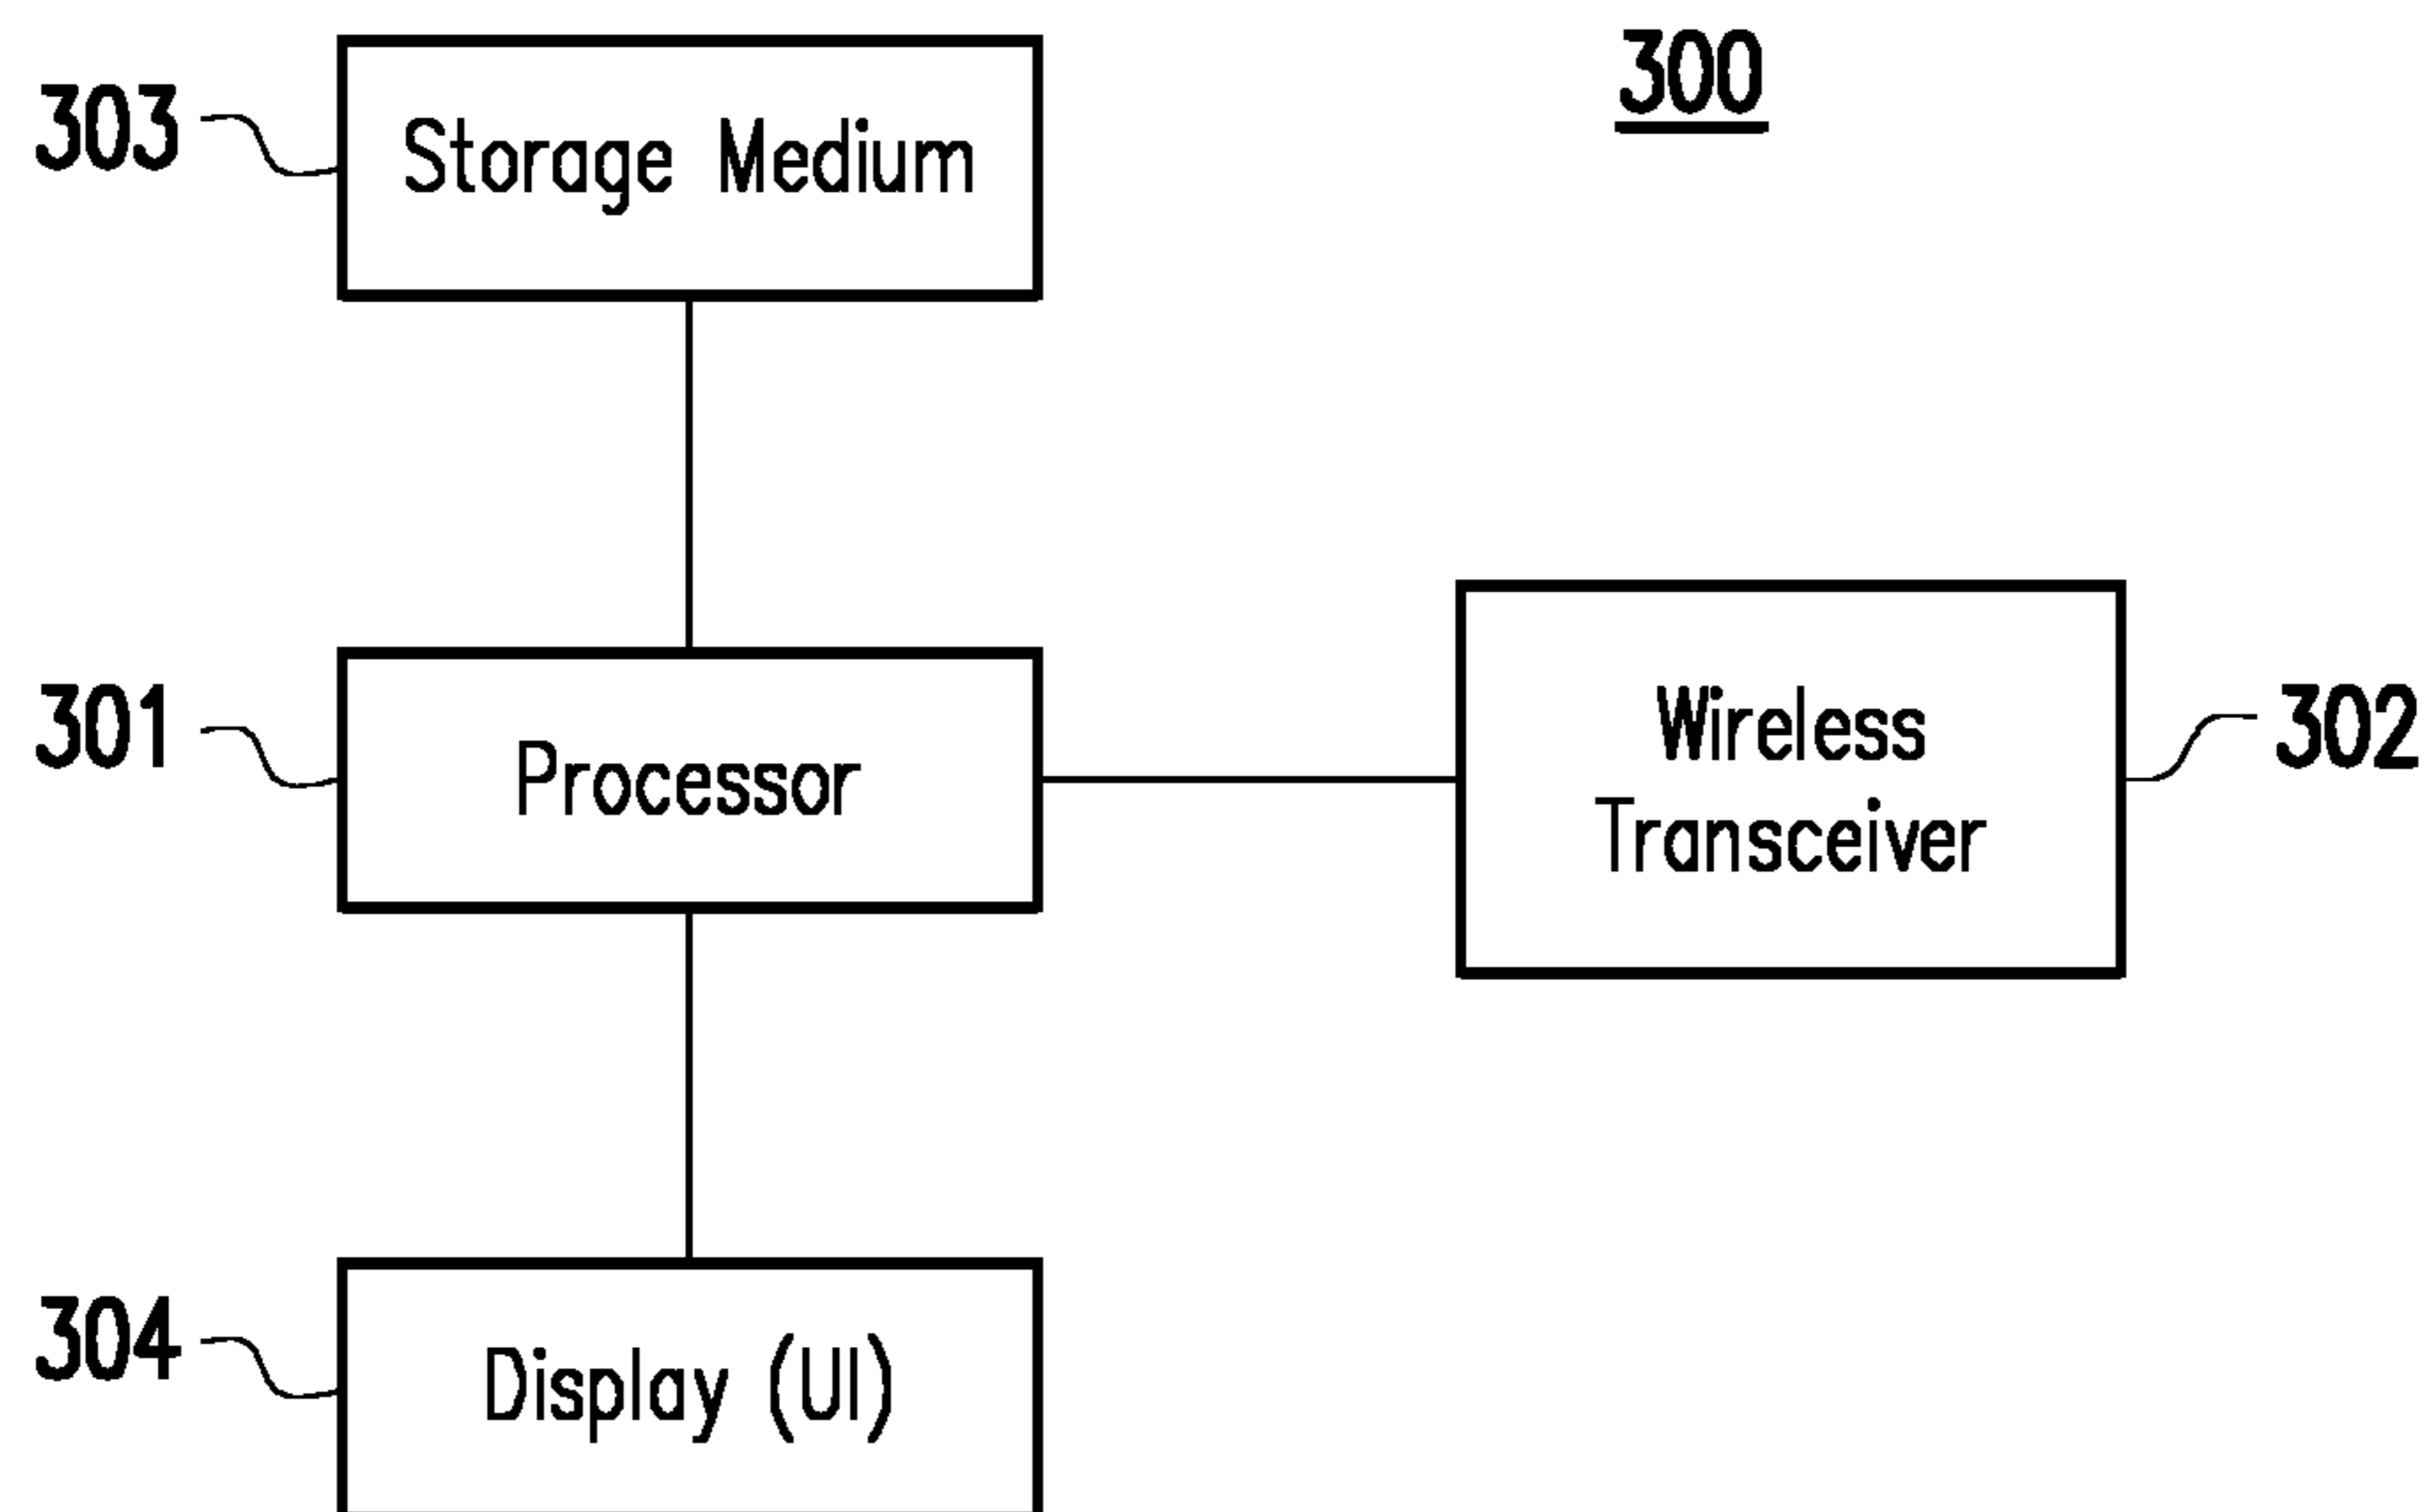 300
303
Storage Medium
301
Processor
Wireless
Transceiver
302
304
Display (UI)